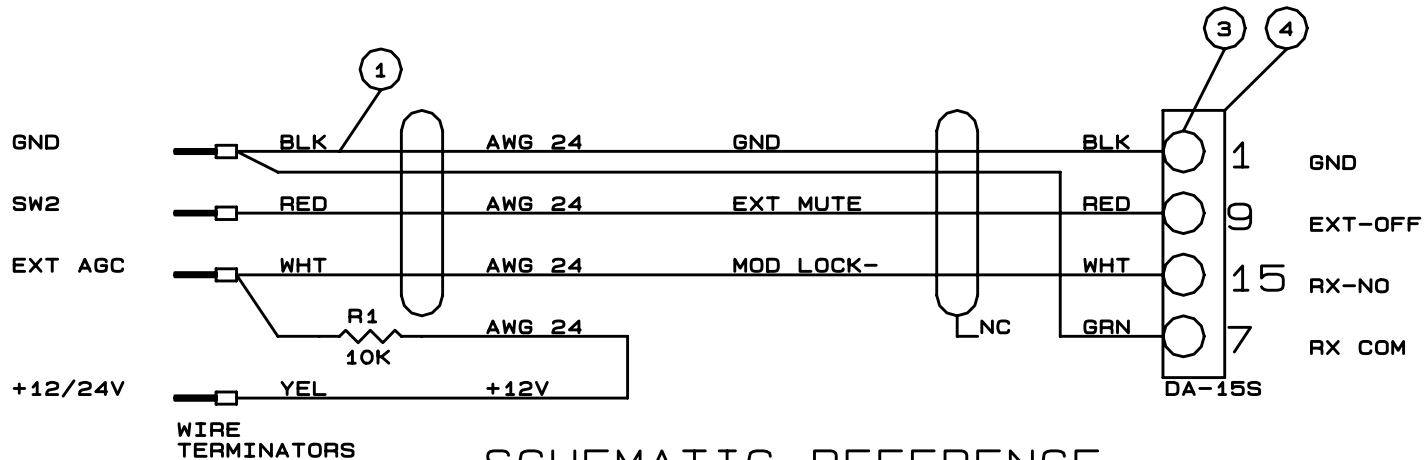 3 4
1
GND BLK AWG 24 GND BLK 1 GND
SW2 RED AWG 24 EXT MUTE RED 9 EXT-OFF
EXT AGC WHT AWG 24 MOD LOCK- WHT 15 RX-NO
R1 AWG 24 NC GRN 7 RX COM
10K
+12/24V YEL +12V DA-15S
WIRE
TERMINATORS
SCHEMATIC REFERENCE